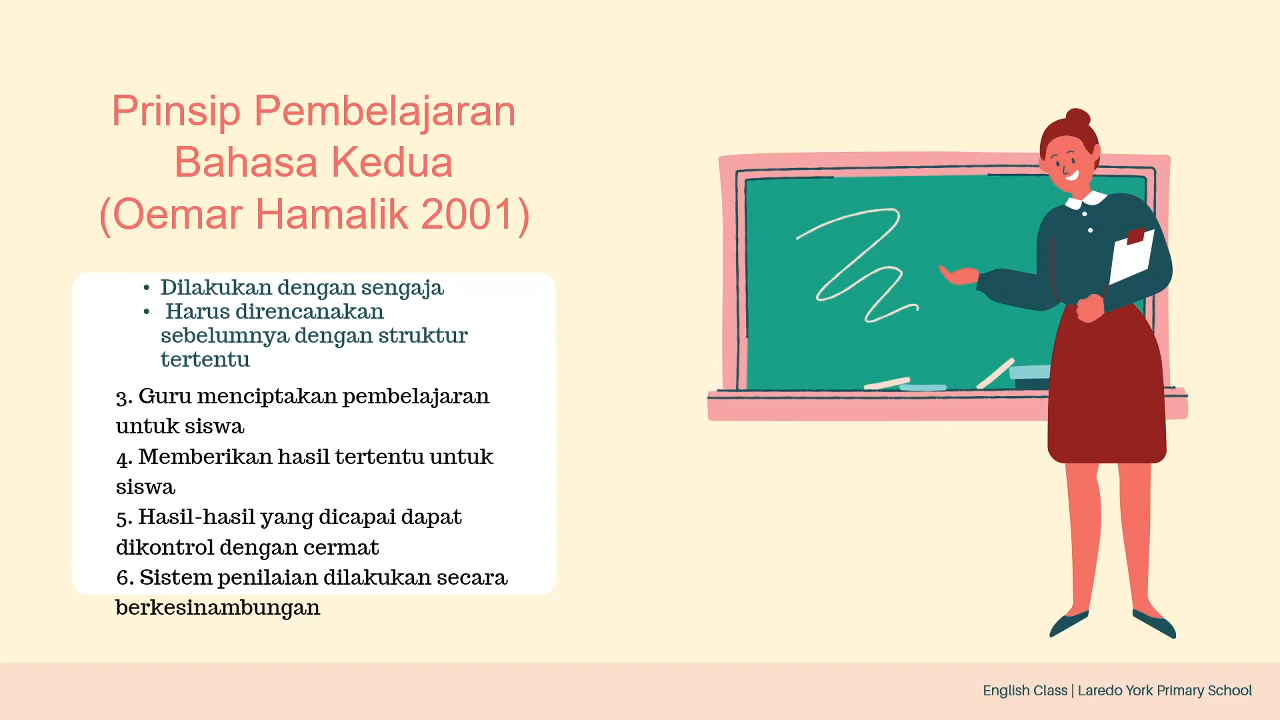 Prinsip Pembelajaran
Bahasa Kedua
(Oemar Hamalik 2001)
• Dilakukan dengan sengaja
• Harus direncanakan
sebelumnya dengan struktur
tertentu
3. Guru menciptakan pembelajaran
untuk siswa
4. Memberikan hasil tertentu untuk
siswa
5. Hasil-hasil yang dicapai dapat
dikontrol dengan cermat
6. Sistem penilaian dilakukan secara
berkesinambungan
English Class | Laredo York Primary School